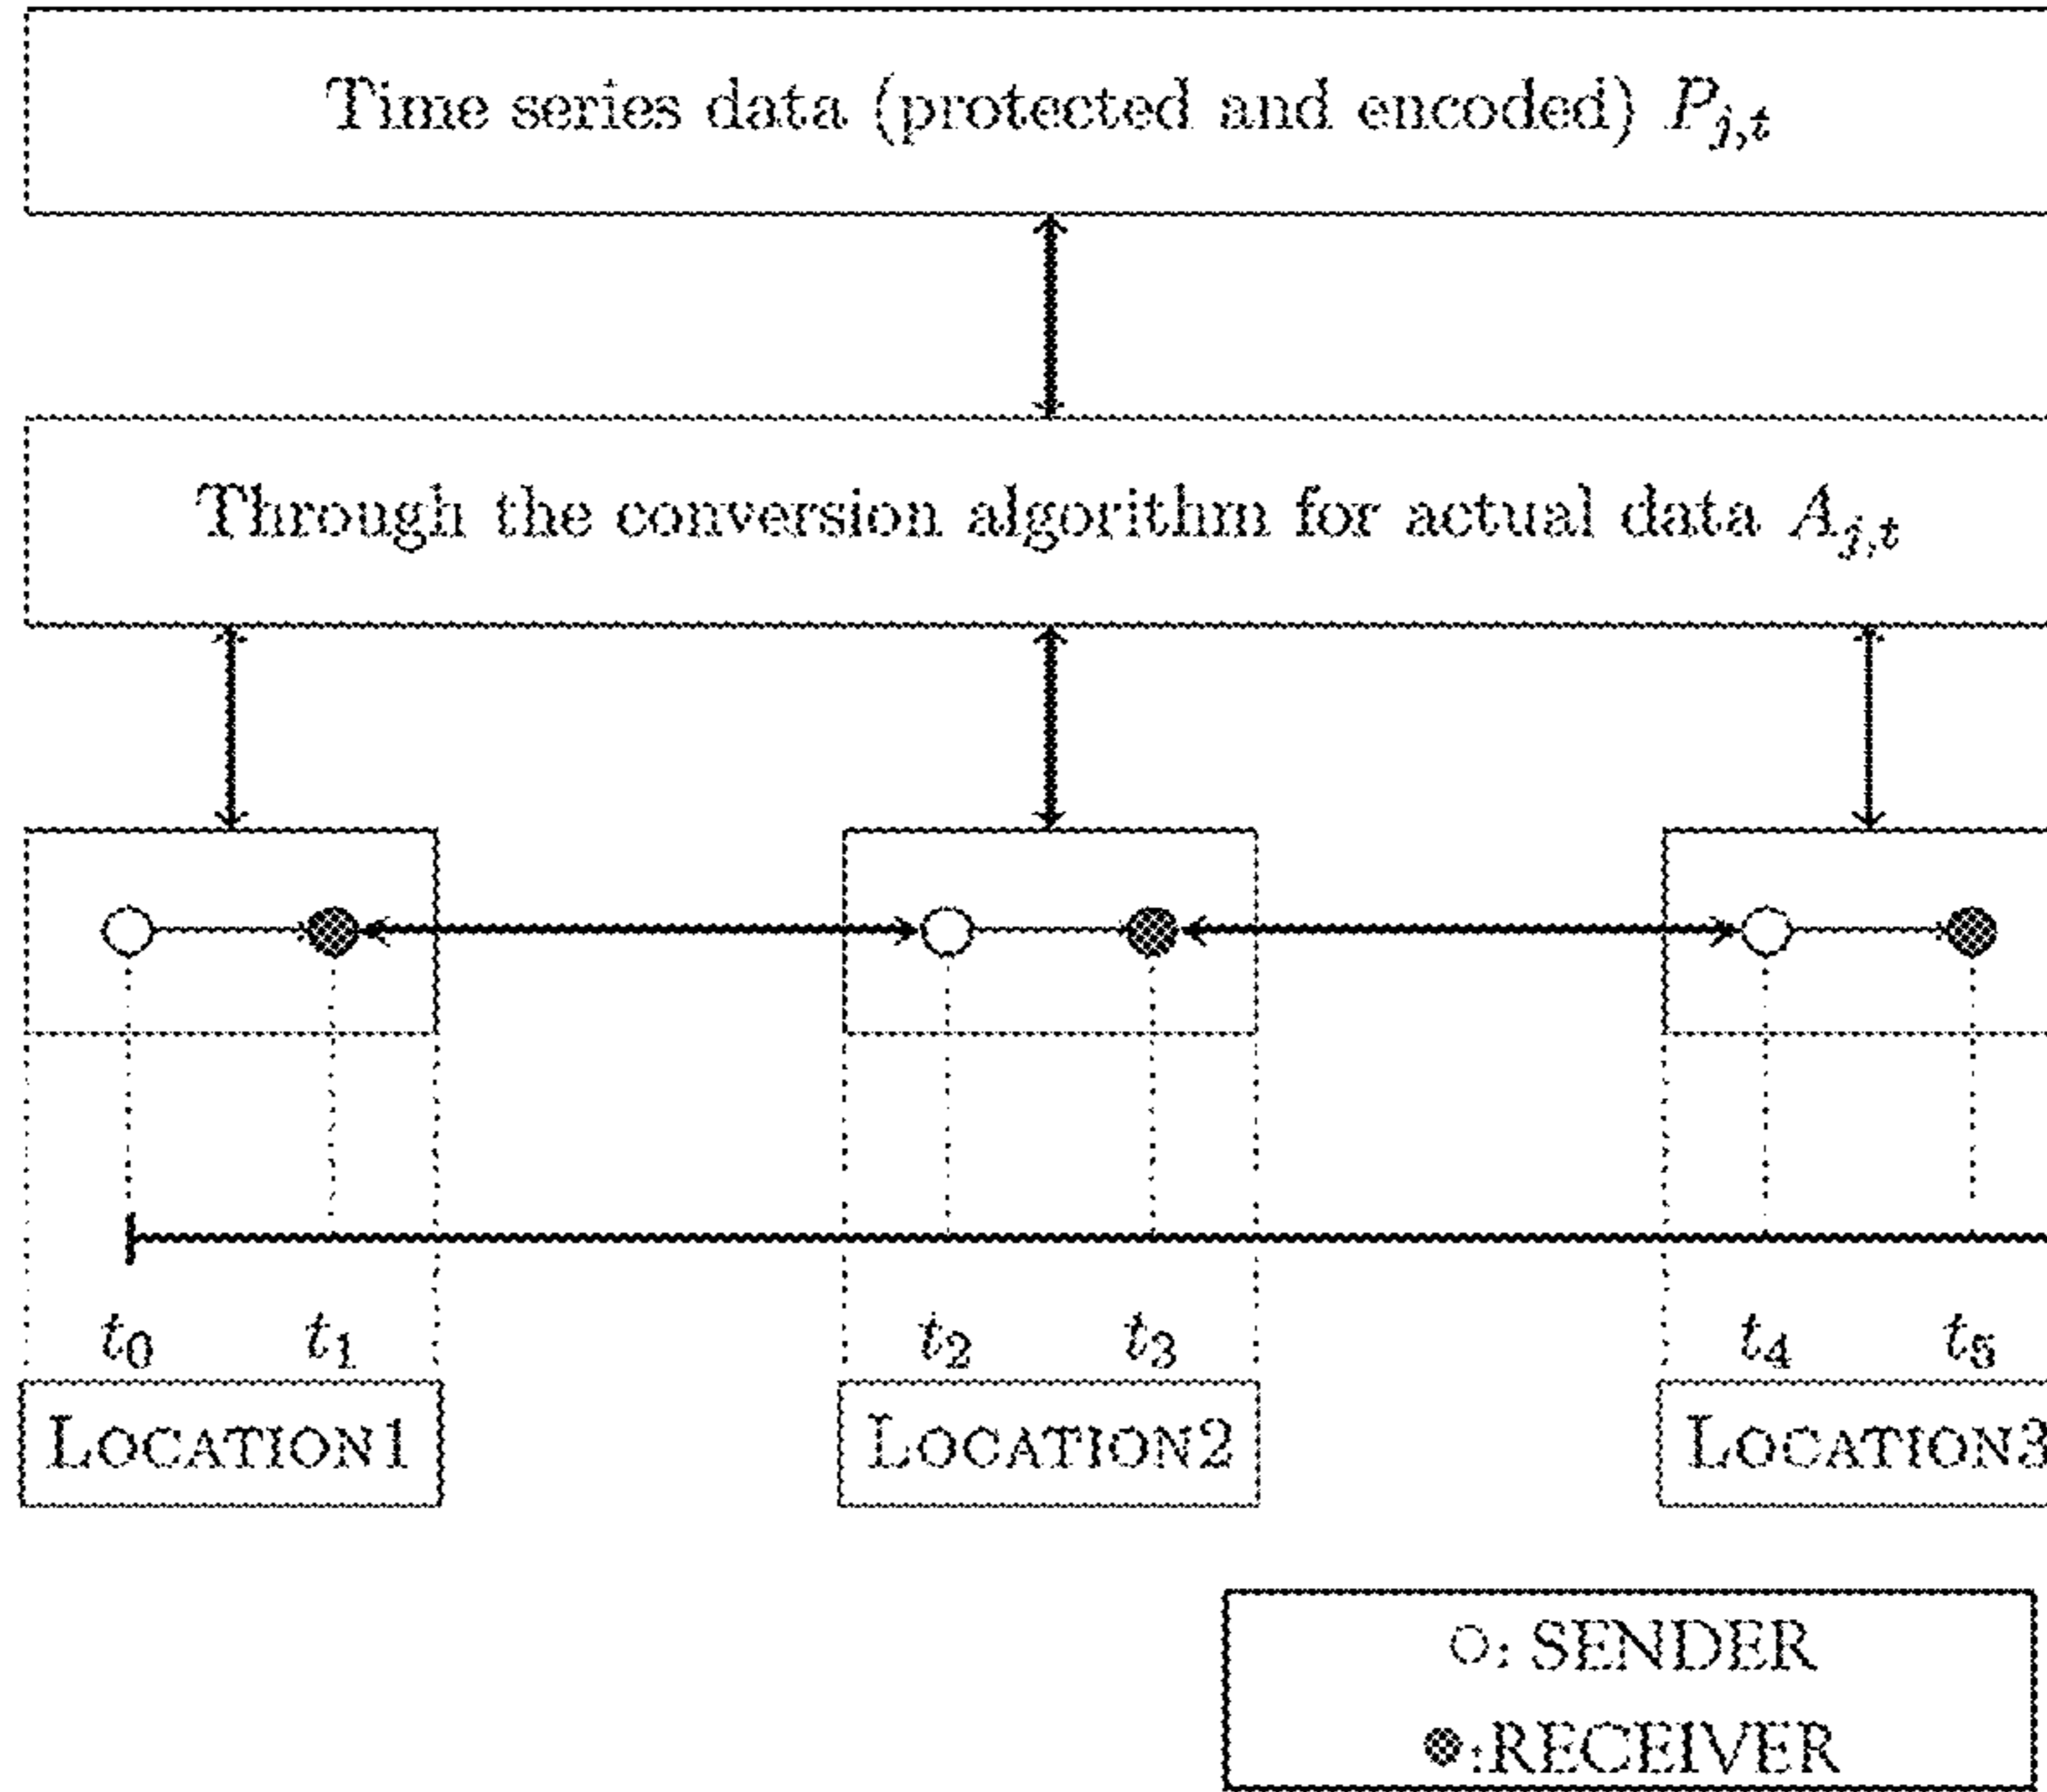 Time series data (protected and encoded) P_{j,t}
Through the conversion algorithm for actual data A_{j,t}
t_0 t_1 t_2 t_3 t_4 t_5
LOCATION1 LOCATION2 LOCATION3
○: SENDER
●:RECEIVER